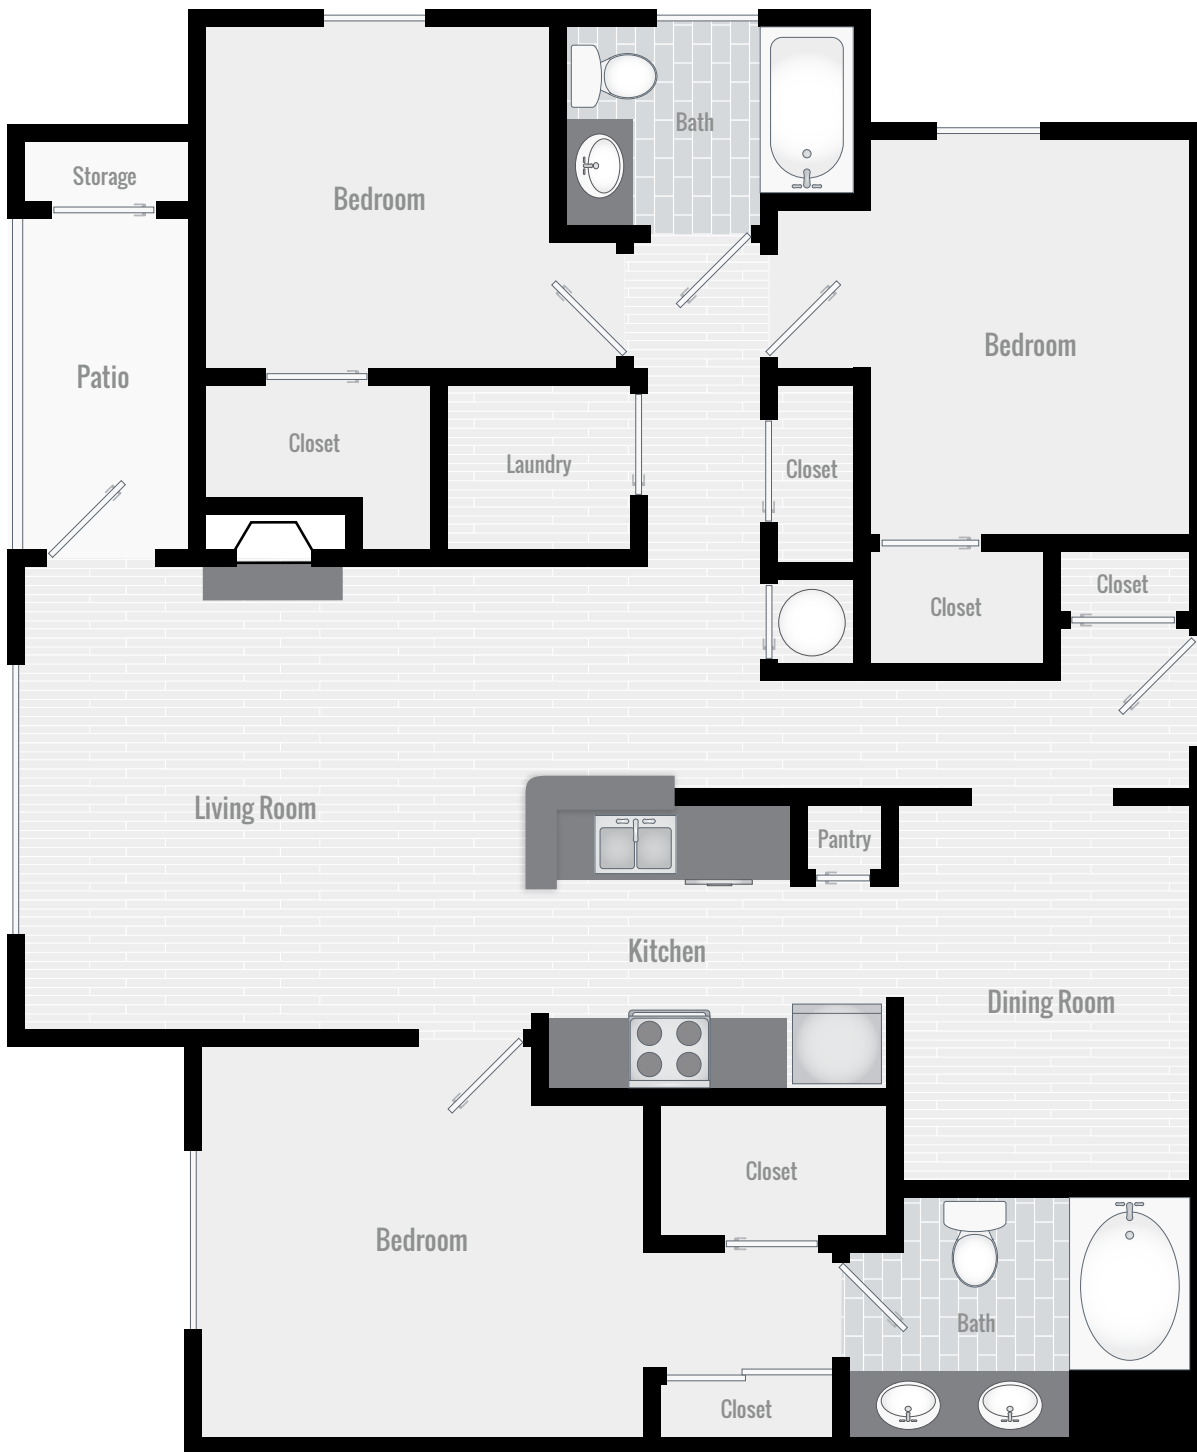 Bath
Storage
Bedroom
Bedroom
Patio
Closet
Laundry
Closet
Closet
Closet
Living Room
Pantry
Kitchen
Dining Room
Closet
Bedroom
Bath
Closet